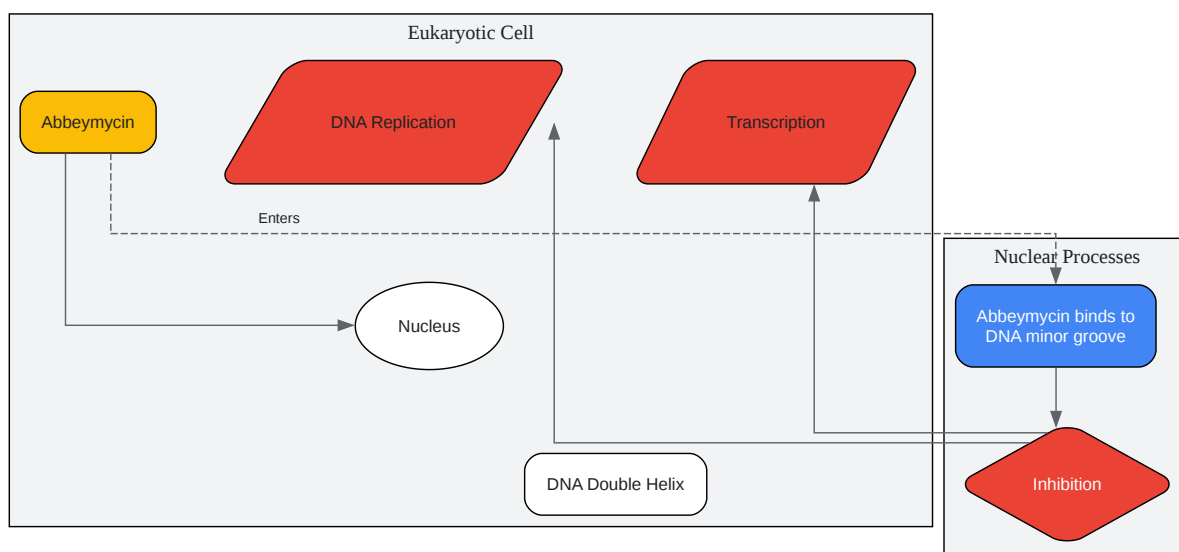 Eukaryotic Cell
Abbeymycin
DNA Replication
Transcription
Enters
Nuclear Processes
Nucleus
Abbeymycin binds to
DNA minor groove
DNA Double Helix
Inhibition